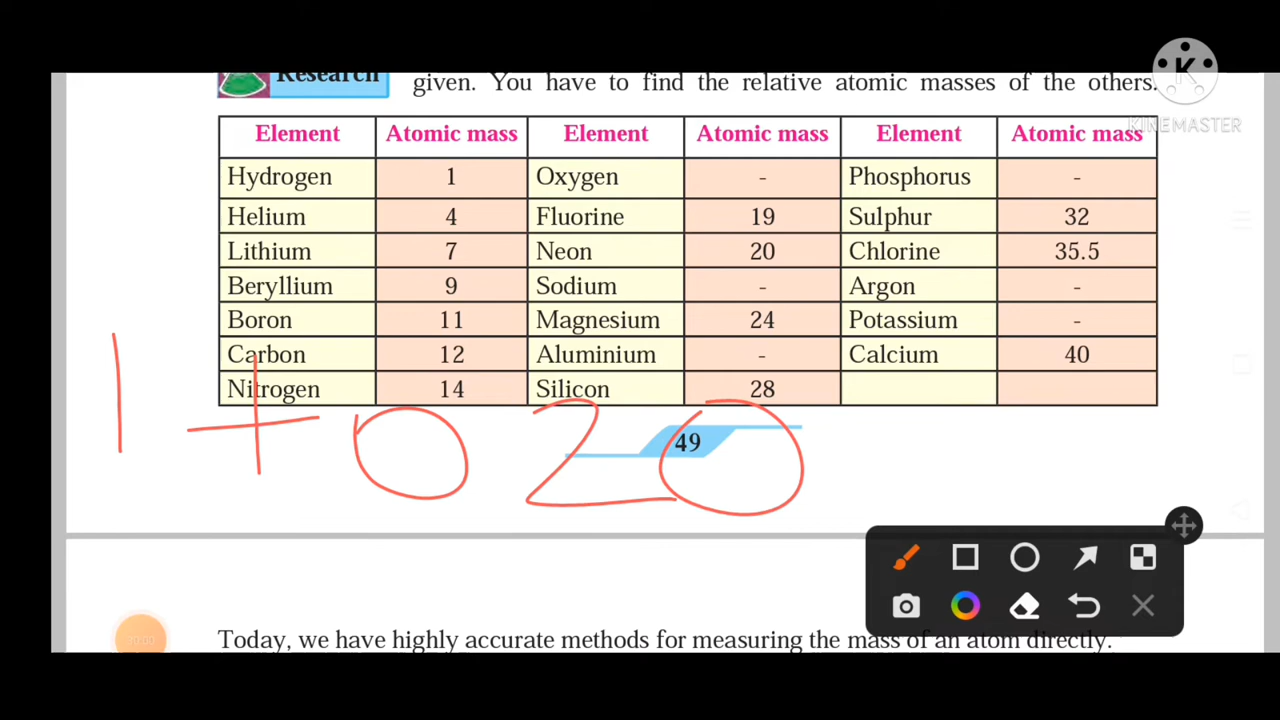 Research given. You have to find the relative atomic masses of the others.
KINEMASTER
Element Atomic mass Element Atomic mass Element Atomic mass
Hydrogen 1 Oxygen - Phosphorus -
Helium 4 Fluorine 19 Sulphur 32
Lithium 7 Neon 20 Chlorine 35.5
Beryllium 9 Sodium - Argon -
Boron 11 Magnesium 24 Potassium -
Carbon 12 Aluminium - Calcium 40
Nitrogen 14 Silicon 28
1 + 0 2 0
49
Today, we have highly accurate methods for measuring the mass of an atom directly.